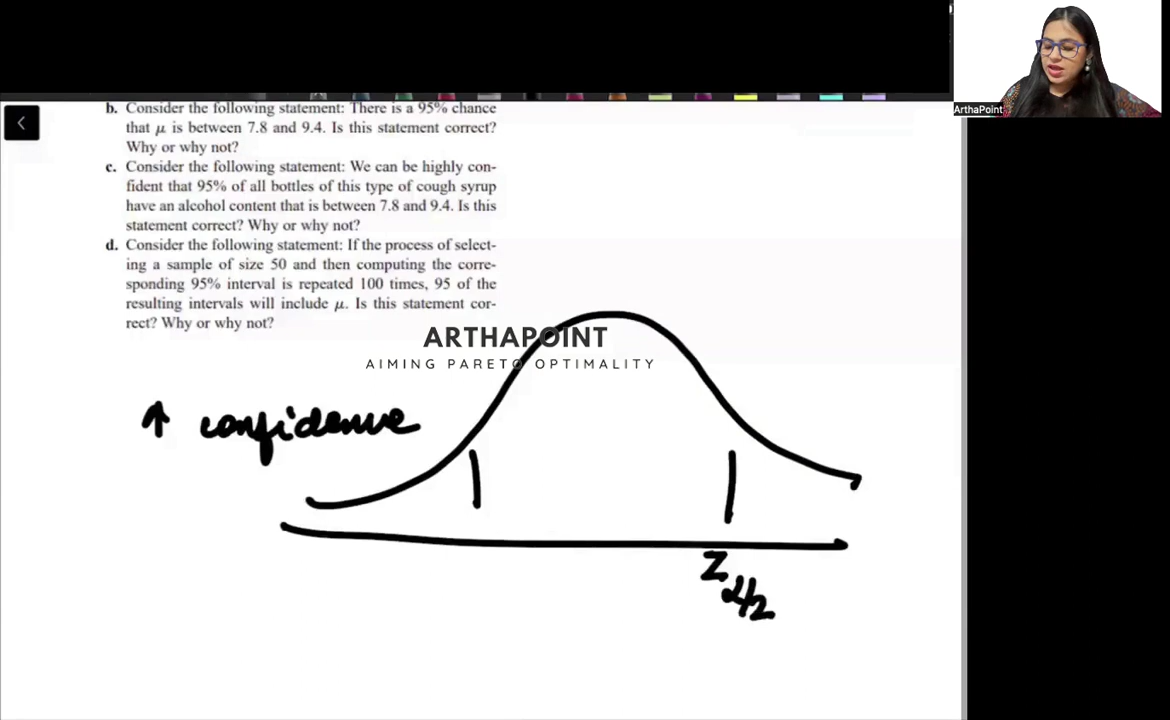 ArthaPoint
b. Consider the following statement: There is a 95% chance
that μ is between 7.8 and 9.4. Is this statement correct?
Why or why not?
c. Consider the following statement: We can be highly con-
fident that 95% of all bottles of this type of cough syrup
have an alcohol content that is between 7.8 and 9.4. Is this
statement correct? Why or why not?
d. Consider the following statement: If the process of select-
ing a sample of size 50 and then computing the corre-
sponding 95% interval is repeated 100 times, 95 of the
resulting intervals will include μ. Is this statement cor-
rect? Why or why not?
ARTHAPOINT
AIMING PARETO OPTIMALITY
↑ confidence
Z α/2